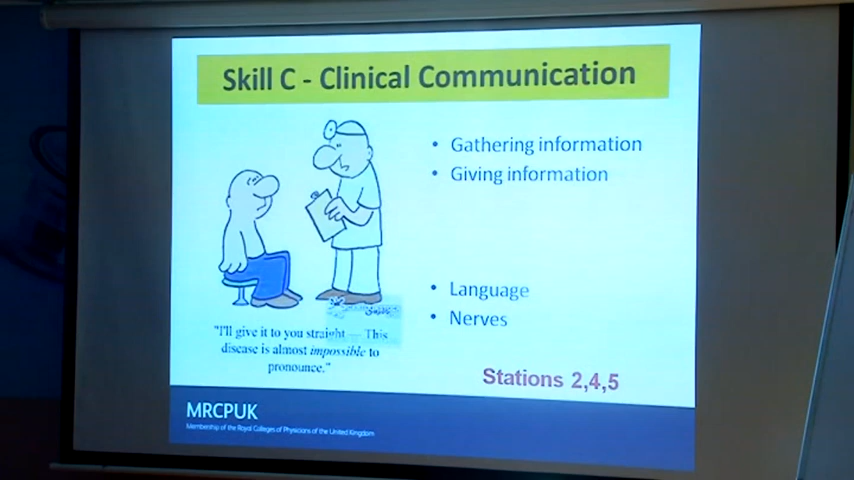 Skill C - Clinical Communication
• Gathering information
• Giving information
• Language
• Nerves
"I'll give it to you straight — This
disease is almost impossible to
pronounce."
Stations 2,4,5
MRCPUK
Membership of the Royal Colleges of Physicians of the United Kingdom